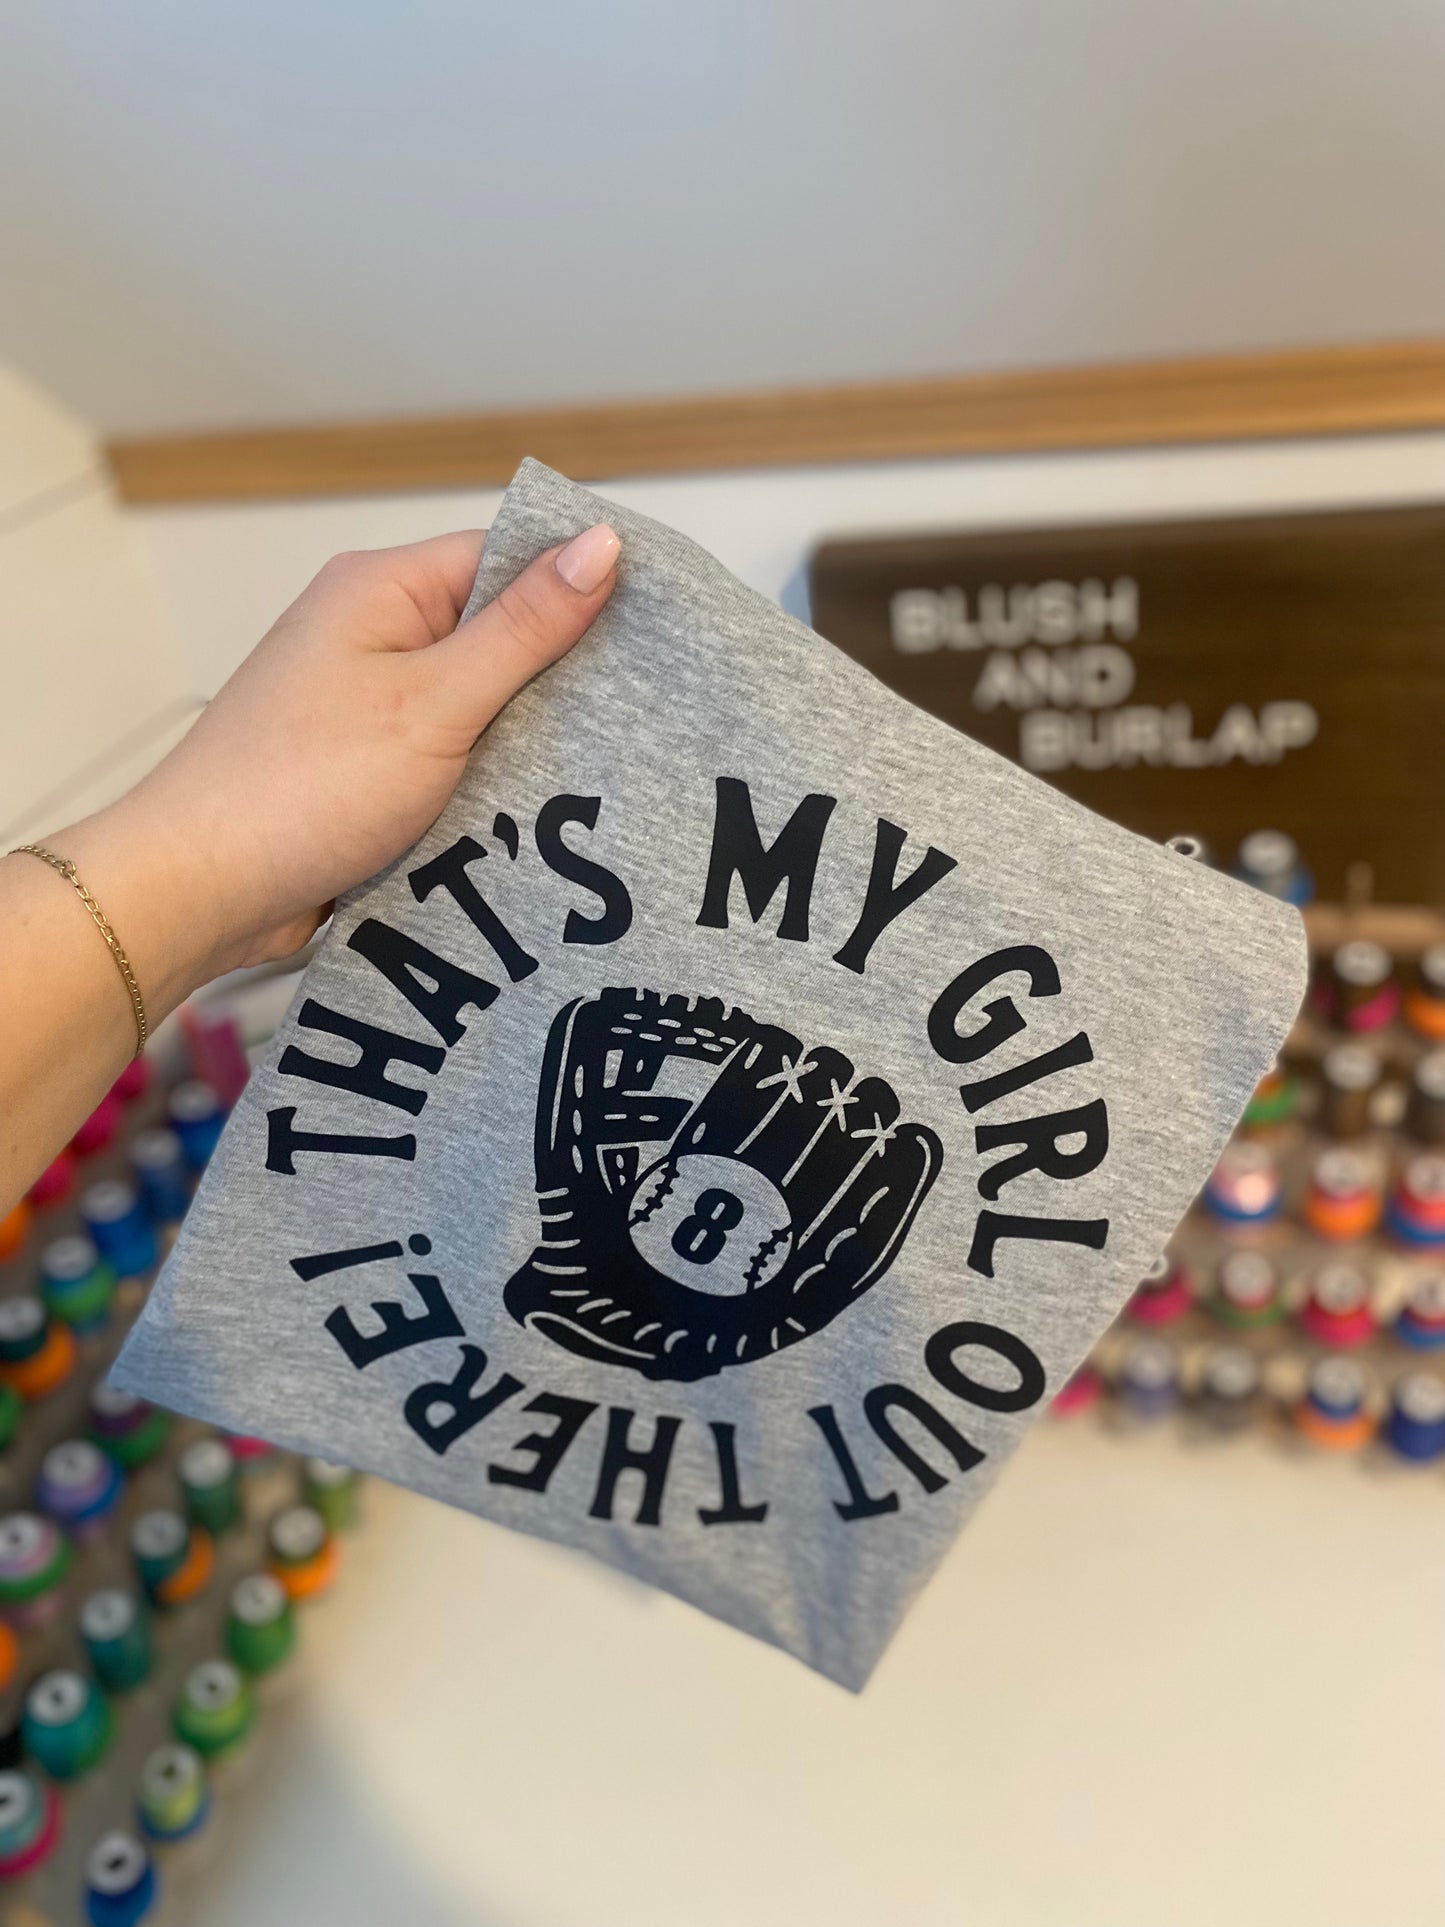 THAT'S MY GIRL OUT THERE!
8
BLUSH
AND
BURLAP